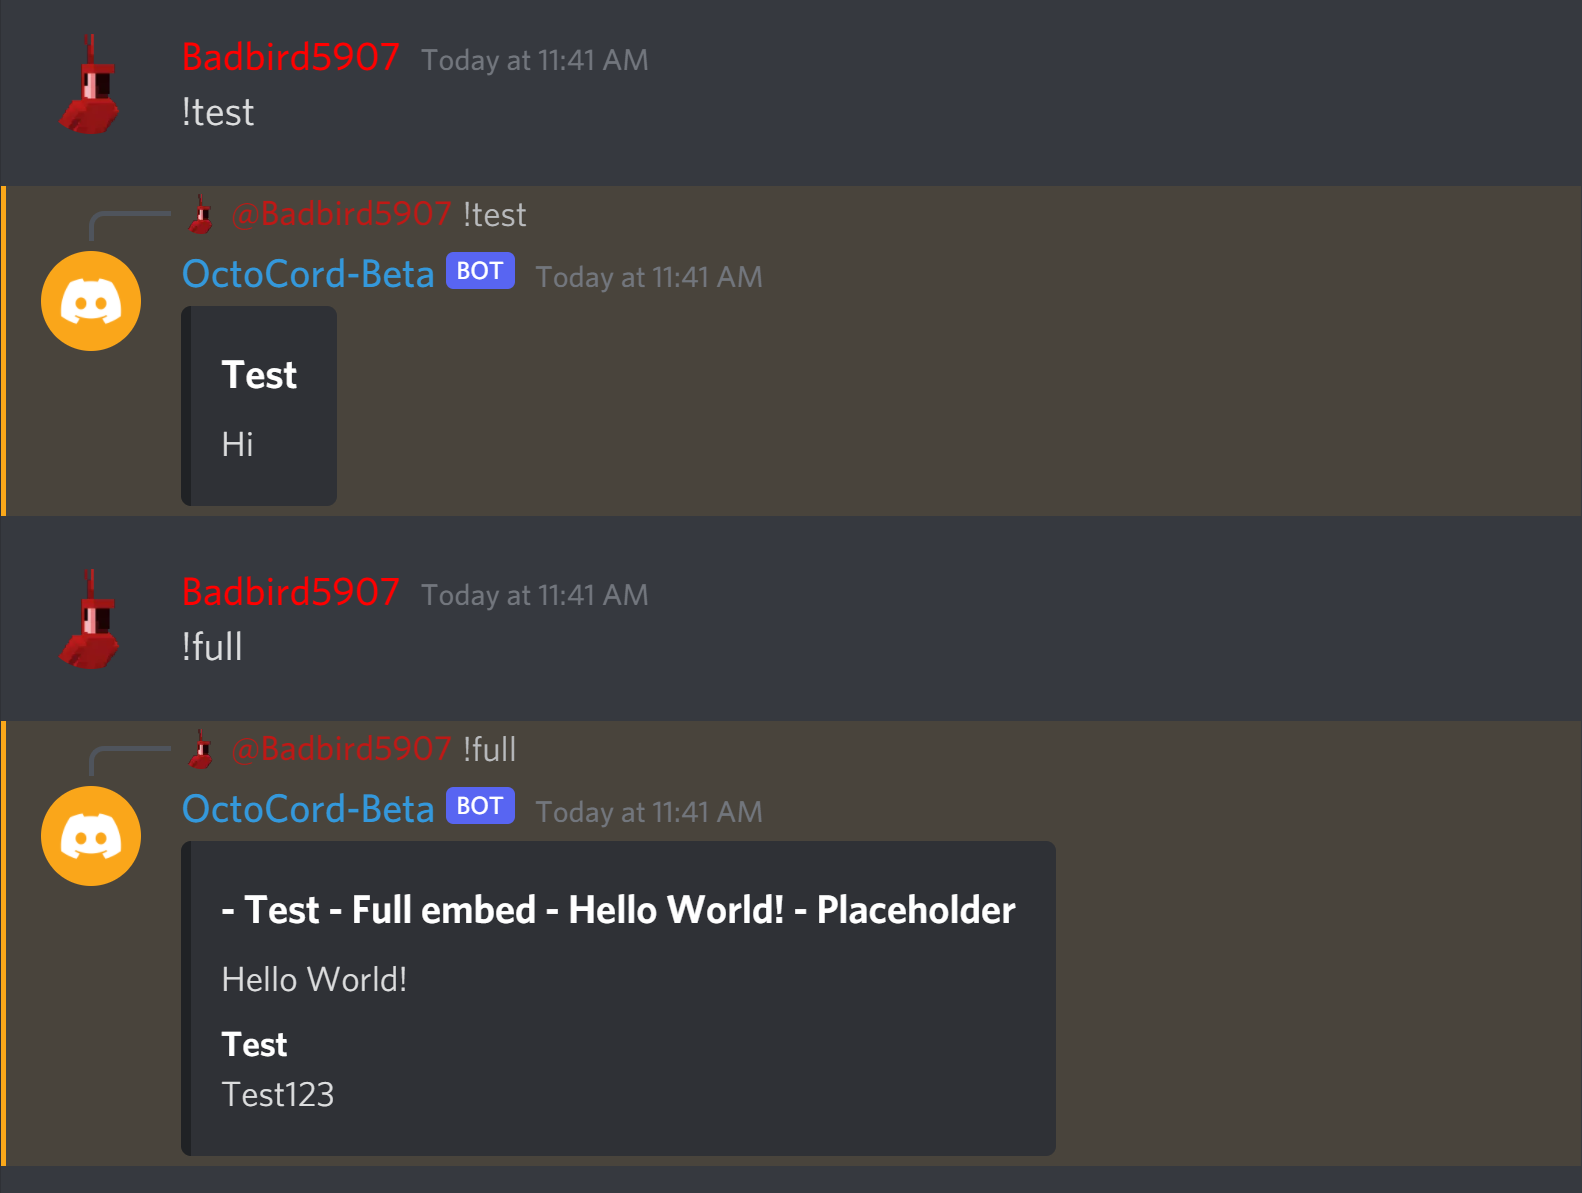 Badbird5907 Today at 11:41 AM
!test
@Badbird5907 !test
OctoCord-Beta BOT Today at 11:41 AM
Test
Hi
Badbird5907 Today at 11:41 AM
!full
@Badbird5907 !full
OctoCord-Beta BOT Today at 11:41 AM
- Test - Full embed - Hello World! - Placeholder
Hello World!
Test
Test123